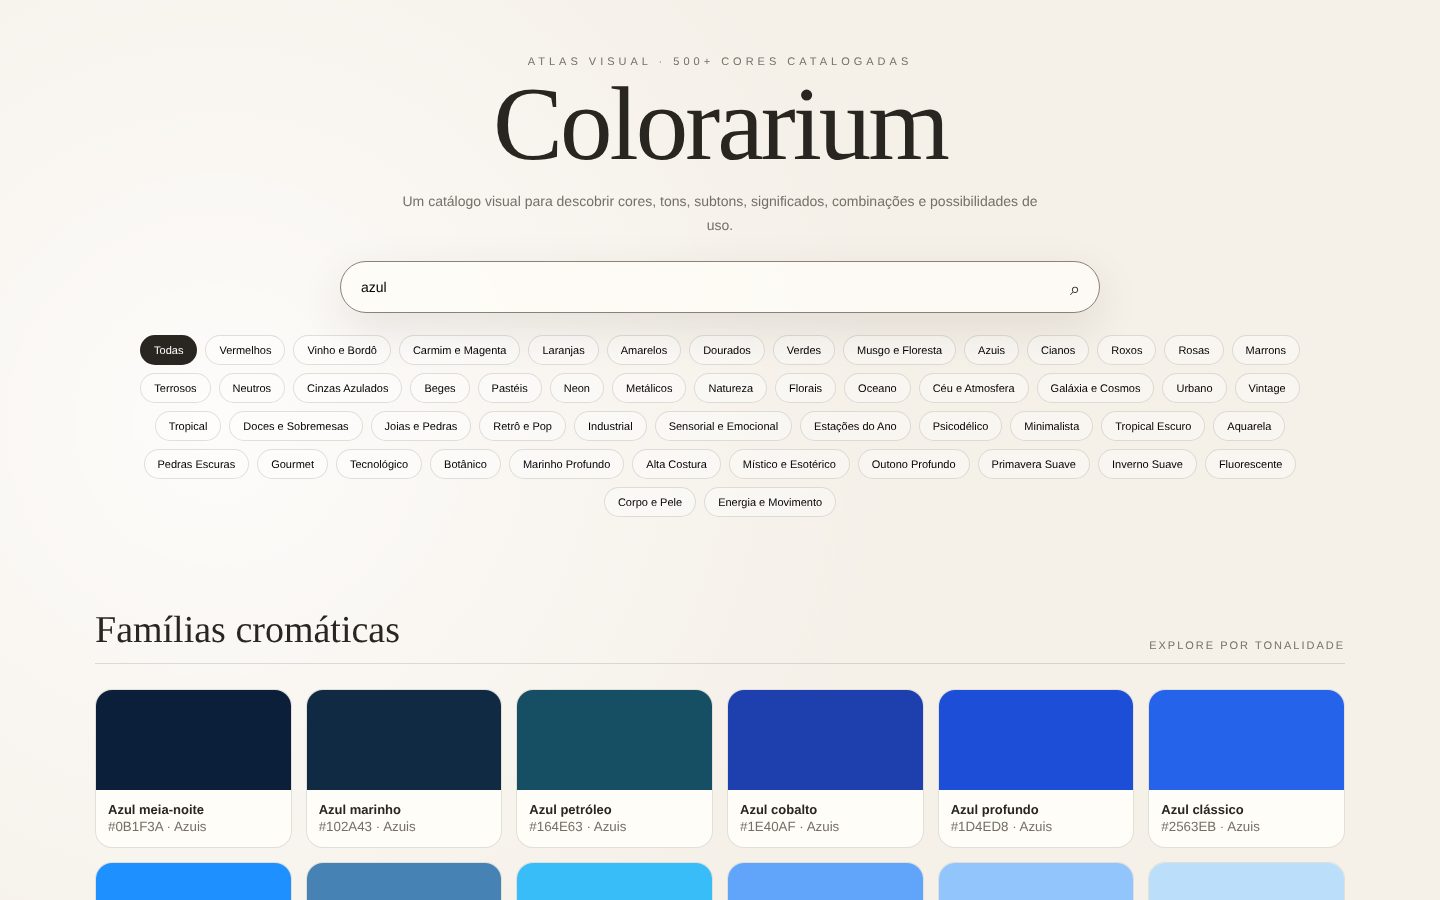 ATLAS VISUAL · 500+ CORES CATALOGADAS
Colorarium
Um catálogo visual para descobrir cores, tons, subtons, significados, combinações e possibilidades de
uso.
azul
Todas Vermelhos Vinho e Bordô Carmim e Magenta Laranjas Amarelos Dourados Verdes Musgo e Floresta Azuis Cianos Roxos Rosas Marrons
Terrosos Neutros Cinzas Azulados Beges Pastéis Neon Metálicos Natureza Florais Oceano Céu e Atmosfera Galáxia e Cosmos Urbano Vintage
Tropical Doces e Sobremesas Joias e Pedras Retrô e Pop Industrial Sensorial e Emocional Estações do Ano Psicodélico Minimalista Tropical Escuro Aquarela
Pedras Escuras Gourmet Tecnológico Botânico Marinho Profundo Alta Costura Místico e Esotérico Outono Profundo Primavera Suave Inverno Suave Fluorescente
Corpo e Pele Energia e Movimento
Famílias cromáticas
EXPLORE POR TONALIDADE
Azul meia-noite Azul marinho Azul petróleo Azul cobalto Azul profundo Azul clássico
#0B1F3A · Azuis #102A43 · Azuis #164E63 · Azuis #1E40AF · Azuis #1D4ED8 · Azuis #2563EB · Azuis